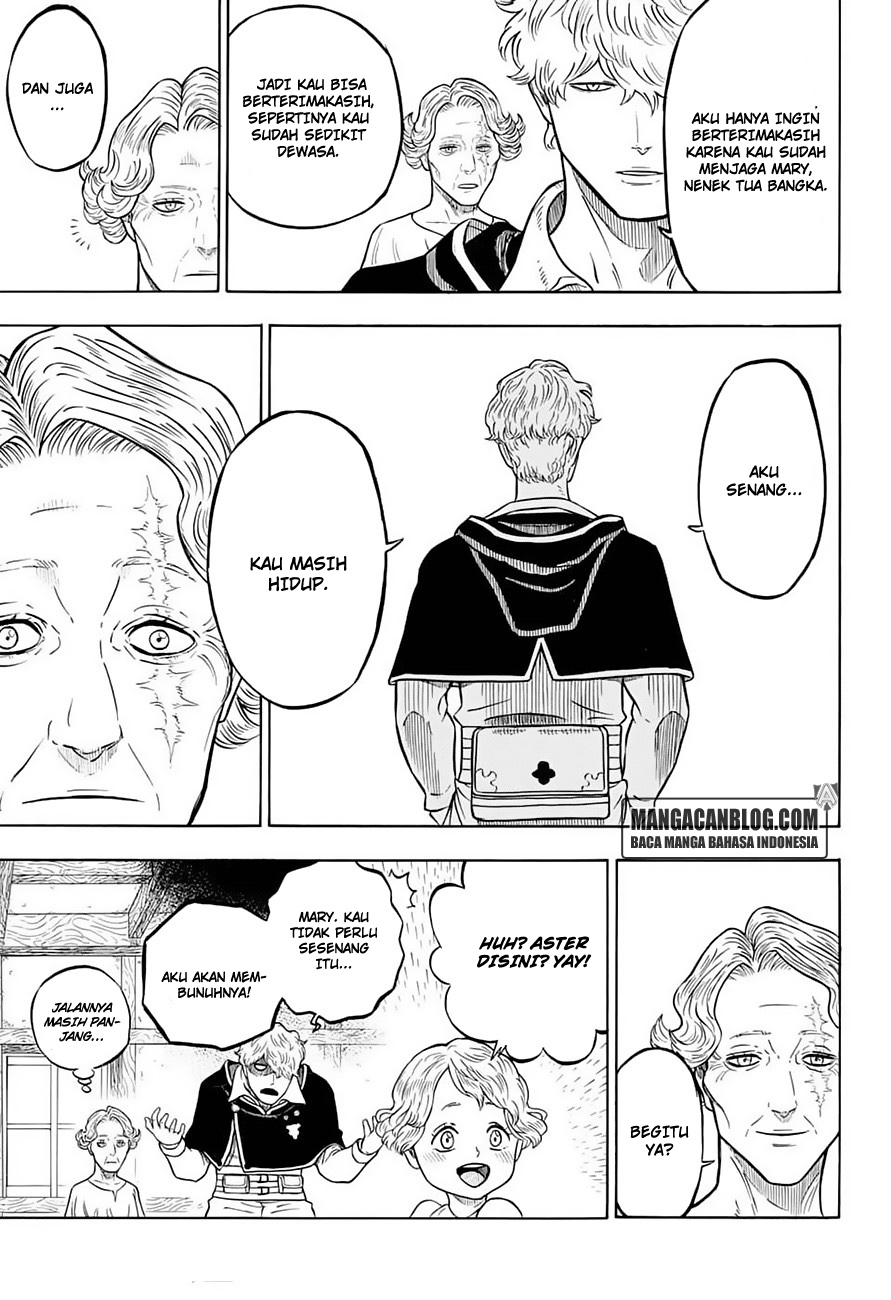 AKU HANYA INGIN
BERTERIMAKASIH
KARENA KAU SUDAH
MENJAGA MARY,
NENEK TUA BANGKA.
JADI KAU BISA
BERTERIMAKASIH,
SEPERTINYA KAU
SUDAH SEDIKIT
DEWASA.
DAN JUGA
...
AKU
SENANG...
KAU MASIH
HIDUP.
MANGACANBLOG.COM
BACA MANGA BAHASA INDONESIA
BEGITU
YA?
HUH? ASTER
DISINI? YAY!
MARY. KAU
TIDAK PERLU
SESENANG
ITU...
AKU AKAN MEM-
BUNUHNYA!
JALANNYA
MASIH PAN-
JANG...